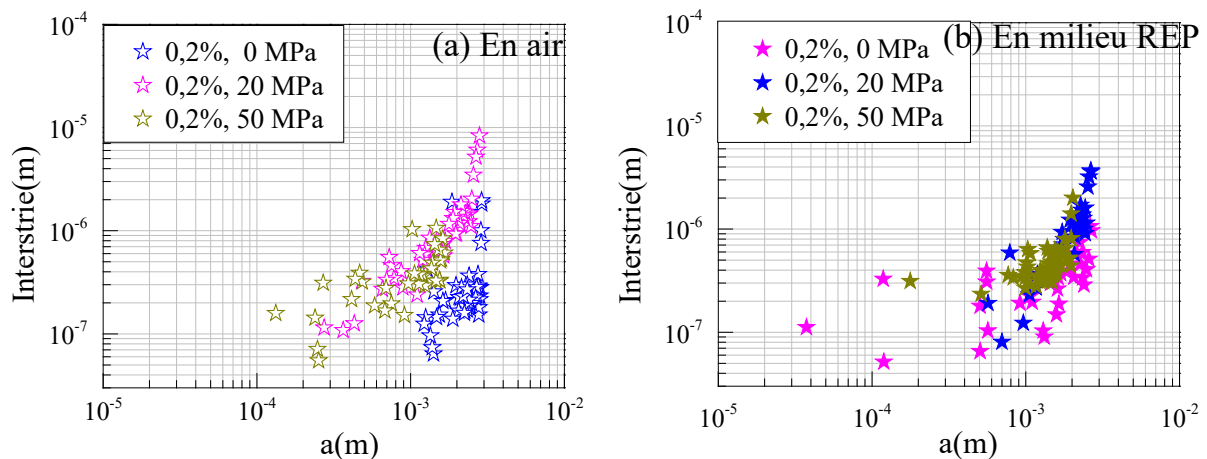 10-4
10-5
10-6
10-7
Interstrie(m)
0,2%, 0 MPa
0,2%, 20 MPa
0,2%, 50 MPa
(a) En air
10-5
10-4
10-3
10-2
a(m)
10-4
10-5
10-6
10-7
Interstrie(m)
0,2%, 0 MPa
0,2%, 20 MPa
0,2%, 50 MPa
(b) En milieu REP
10-5
10-4
10-3
10-2
a(m)